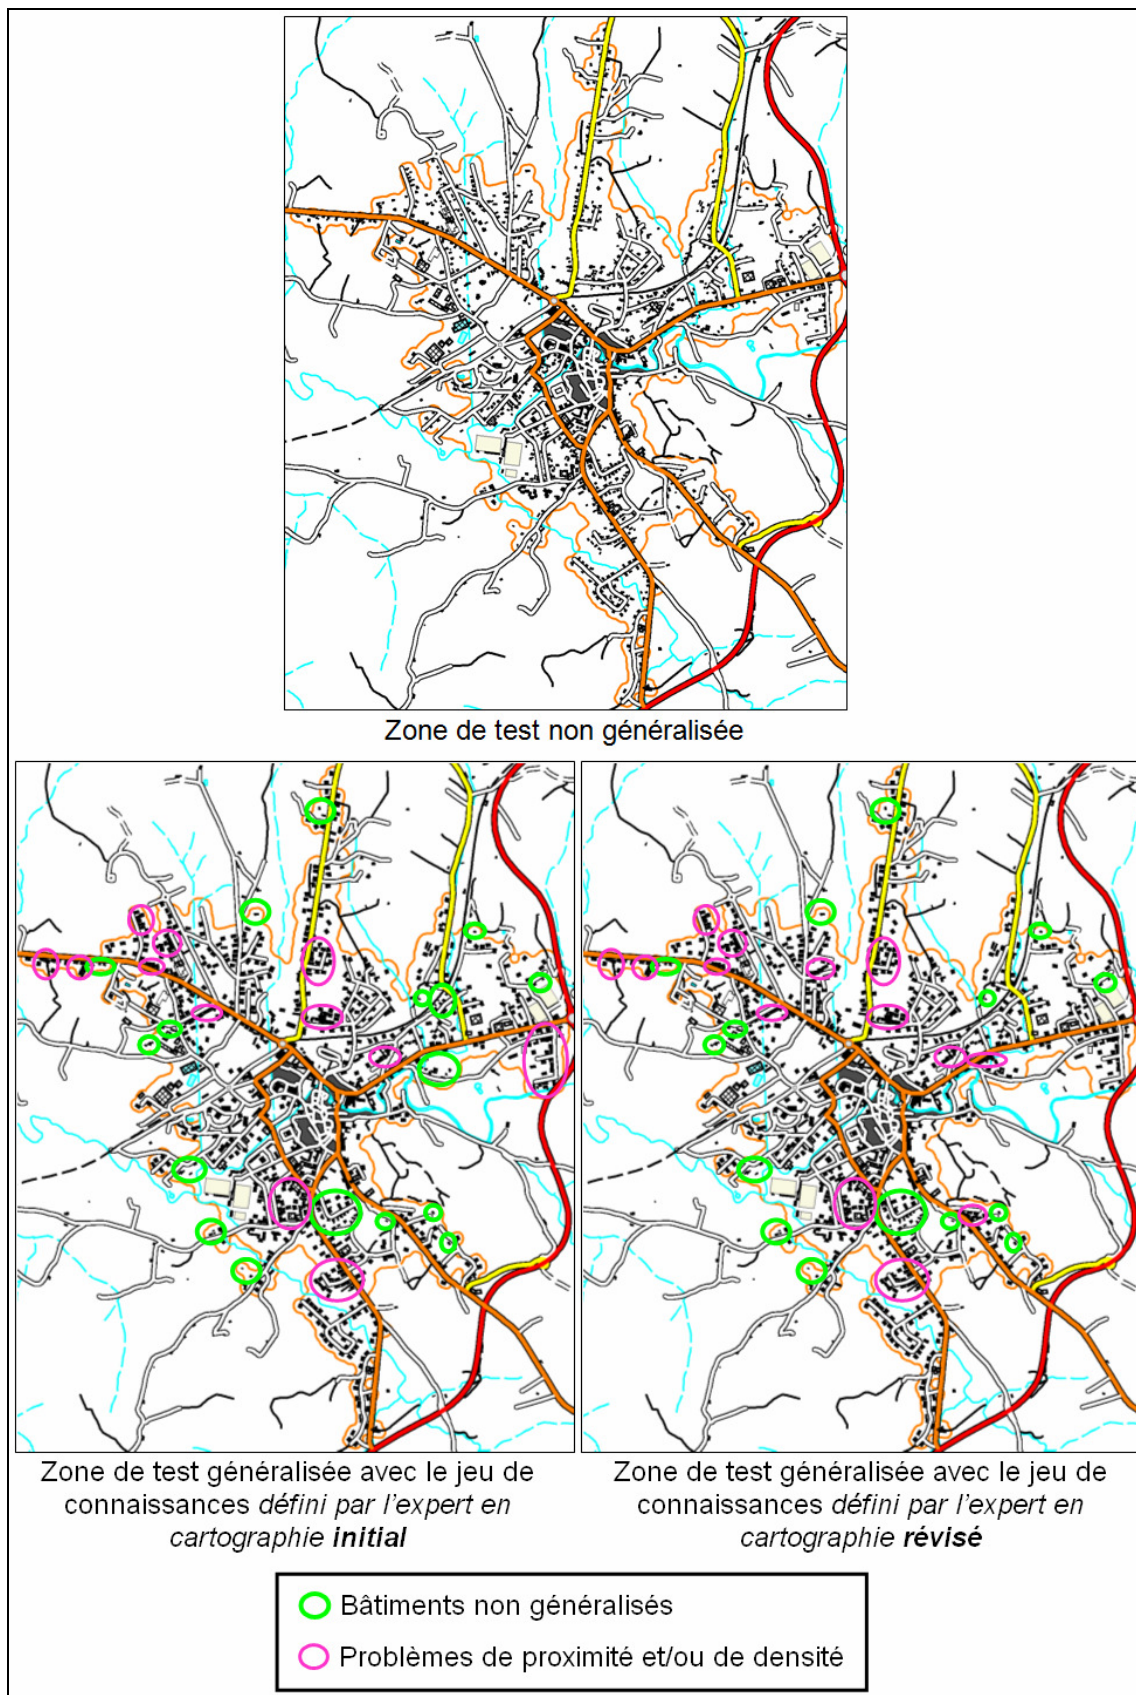 Zone de test non généralisée
Zone de test généralisée avec le jeu de
connaissances défini par l'expert en
cartographie initial
Zone de test généralisée avec le jeu de
connaissances défini par l'expert en
cartographie révisé
Bâtiments non généralisés
Problèmes de proximité et/ou de densité